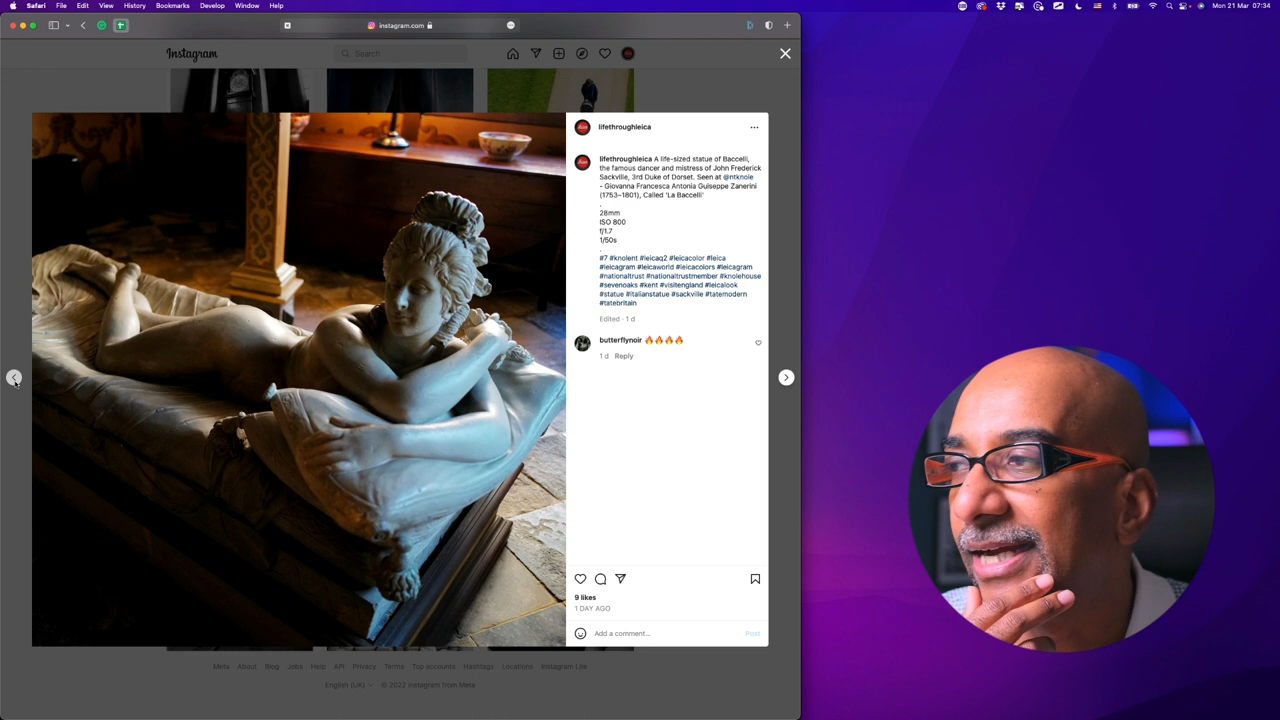 Safari File Edit View History Bookmarks Develop Window Help
Mon 21 Mar 07:34
instagram.com
Instagram
Search
lifethroughleica
lifethroughleica A life-sized statue of Baccelli,
the famous dancer and mistress of John Frederick
Sackville, 3rd Duke of Dorset. Seen at @ntknole
- Giovanna Francesca Antonia Guiseppe Zanerini
(1753–1801), Called 'La Baccelli'
.
28mm
ISO 800
f/1.7
1/50s
.
#7 #knolent #leicaq2 #leicacolor #leica
#leicagram #leicaworld #leicacolors #leicagram
#nationaltrust #nationaltrustmember #knolehouse
#sevenoaks #kent #visitengland #leicalook
#statue #italianstatue #sackville #tatemodern
#tatebritain
Edited · 1 d
butterflynoir 🔥🔥🔥🔥
1 d Reply
9 likes
1 DAY AGO
Add a comment...
Post
Meta About Blog Jobs Help API Privacy Terms Top accounts Hashtags Locations Instagram Lite
English (UK) © 2022 Instagram from Meta